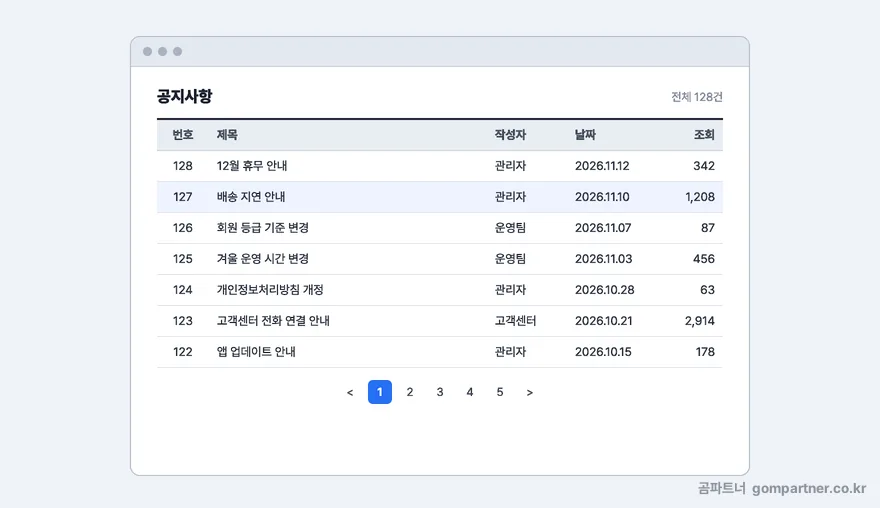 공지사항 전체 128건
번호 제목 작성자 날짜 조회
128 12월 휴무 안내 관리자 2026.11.12 342
127 배송 지연 안내 관리자 2026.11.10 1,208
126 회원 등급 기준 변경 운영팀 2026.11.07 87
125 겨울 운영 시간 변경 운영팀 2026.11.03 456
124 개인정보처리방침 개정 관리자 2026.10.28 63
123 고객센터 전화 연결 안내 고객센터 2026.10.21 2,914
122 앱 업데이트 안내 관리자 2026.10.15 178
< 1 2 3 4 5 >
곰파트너 gompartner.co.kr